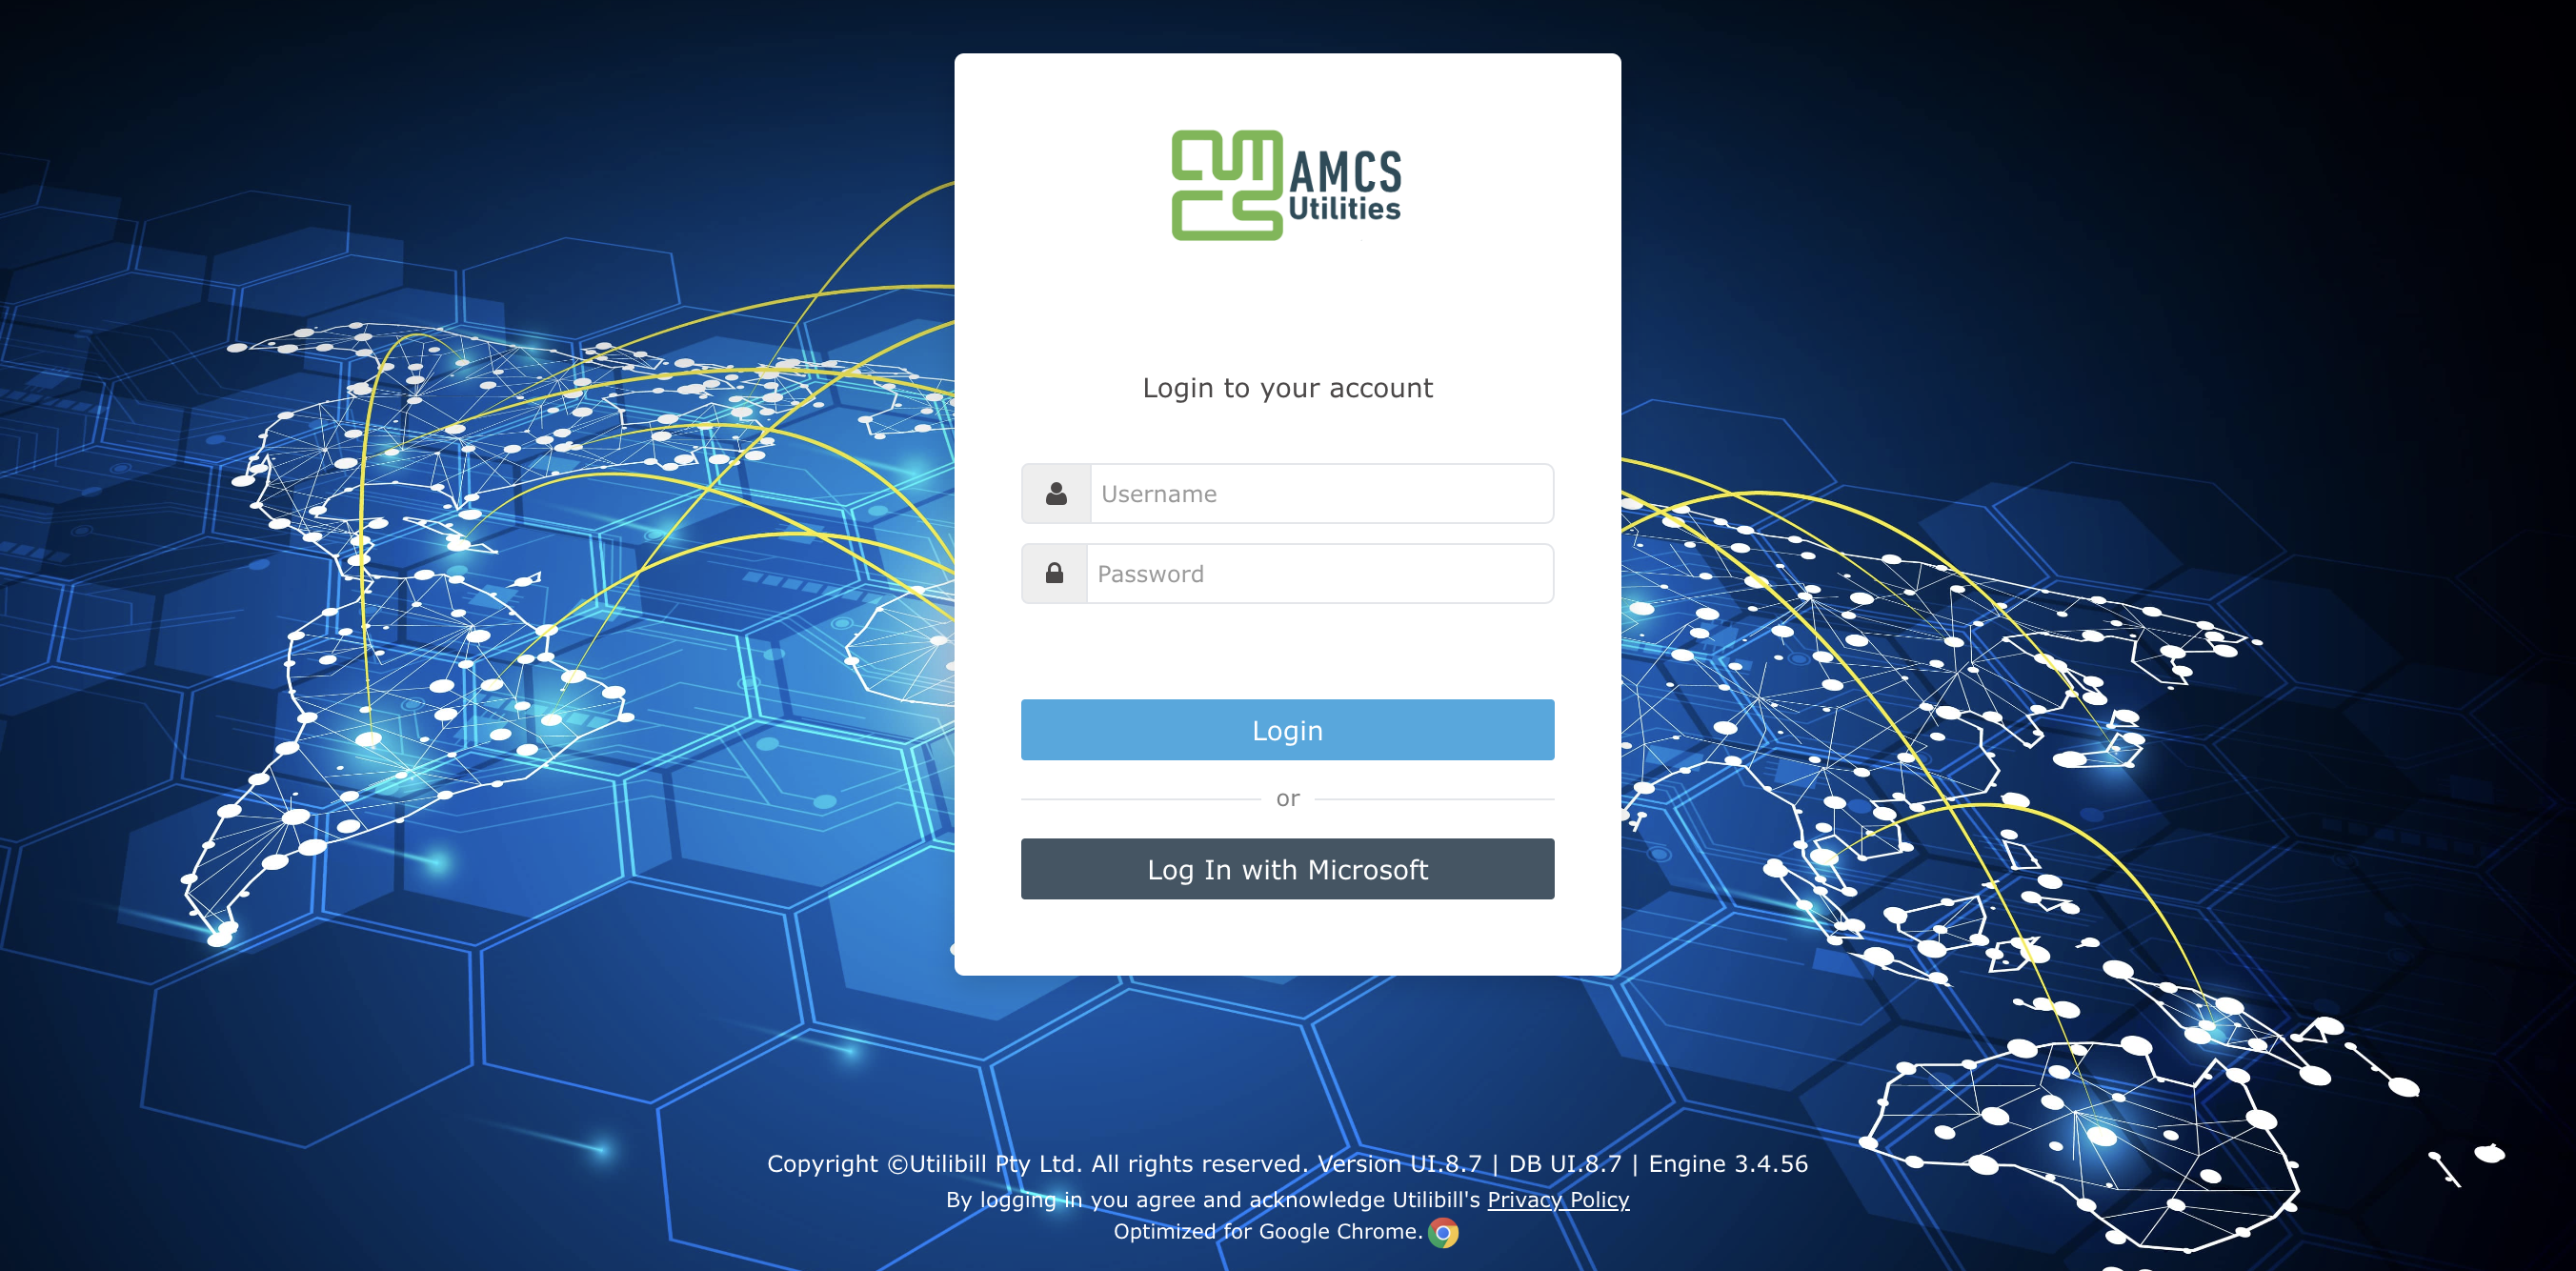 AMCS
Utilities
Login to your account
Username
Password
Login
or
Log In with Microsoft
Copyright ©Utilibill Pty Ltd. All rights reserved. Version UI.8.7 | DB UI.8.7 | Engine 3.4.56
By logging in you agree and acknowledge Utilibill's Privacy Policy
Optimized for Google Chrome.